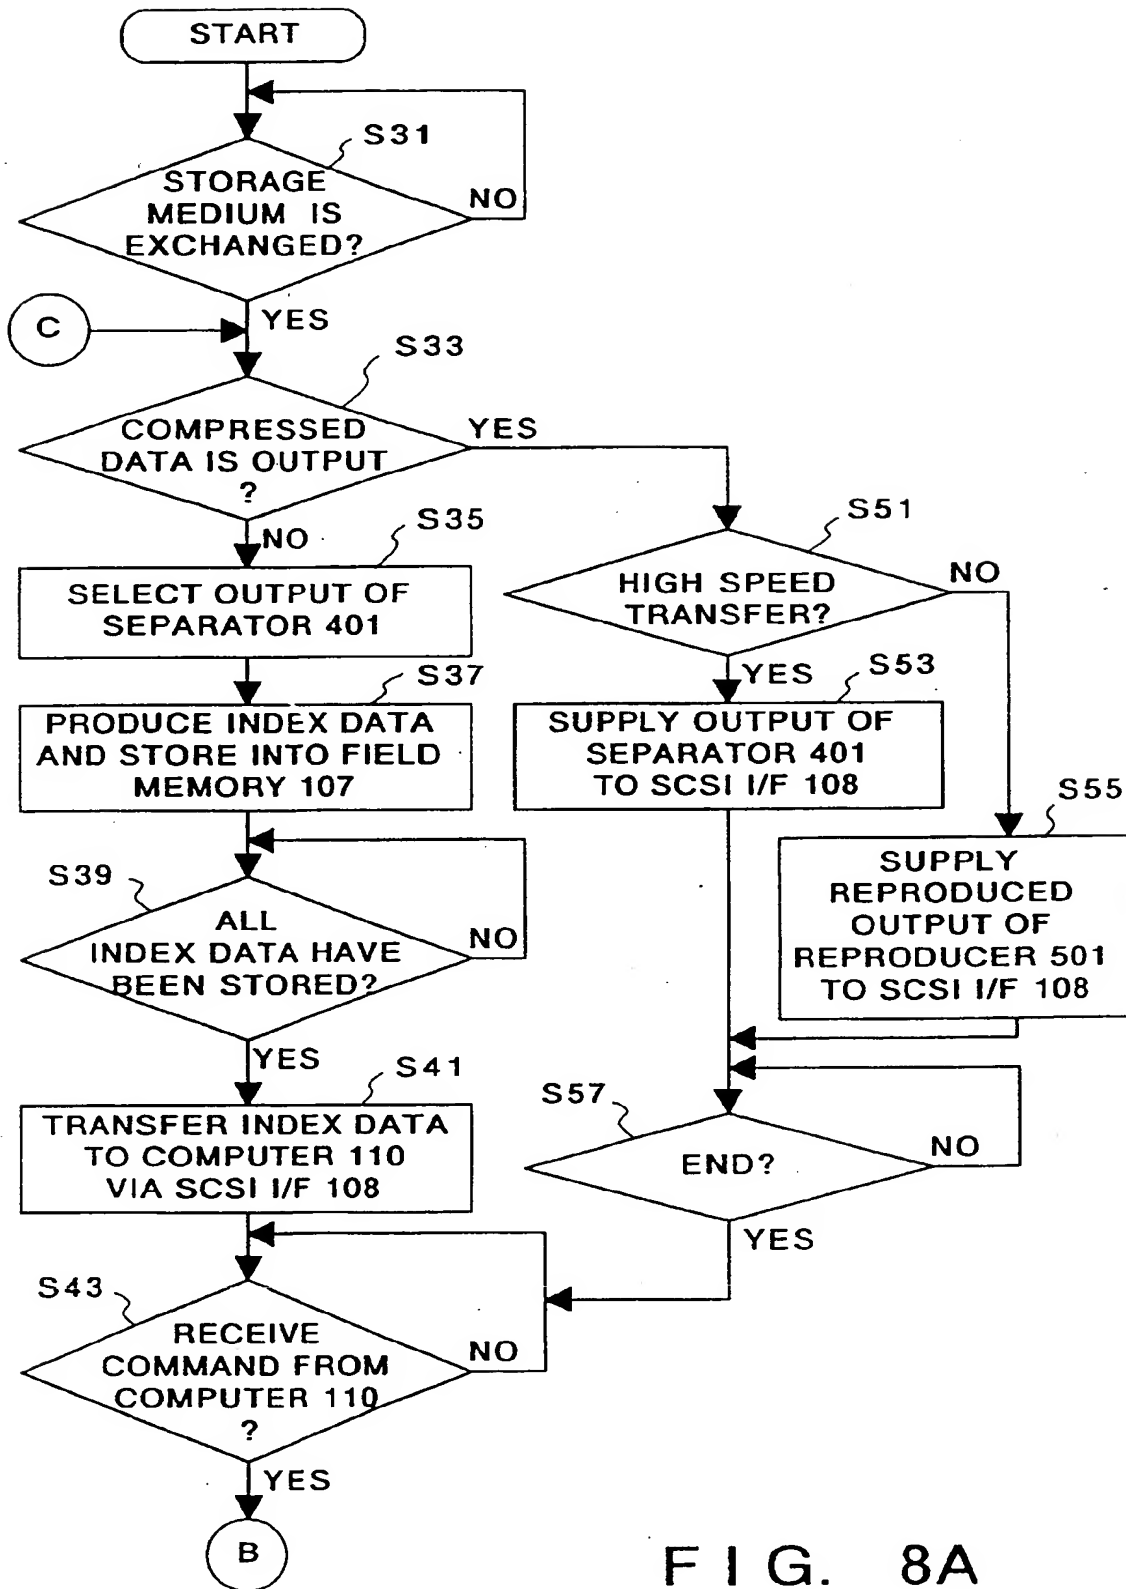 START
S31
STORAGE
MEDIUM IS
EXCHANGED?
NO
YES
C
S33
COMPRESSED
DATA IS OUTPUT
?
YES
NO
S35
SELECT OUTPUT OF
SEPARATOR 401
S37
PRODUCE INDEX DATA
AND STORE INTO FIELD
MEMORY 107
S39
ALL
INDEX DATA HAVE
BEEN STORED?
NO
YES
S41
TRANSFER INDEX DATA
TO COMPUTER 110
VIA SCSI I/F 108
S43
RECEIVE
COMMAND FROM
COMPUTER 110
?
NO
YES
B
S51
HIGH SPEED
TRANSFER?
NO
YES
S53
SUPPLY OUTPUT OF
SEPARATOR 401
TO SCSI I/F 108
S55
SUPPLY
REPRODUCED
OUTPUT OF
REPRODUCER 501
TO SCSI I/F 108
S57
END?
NO
YES
FIG. 8A